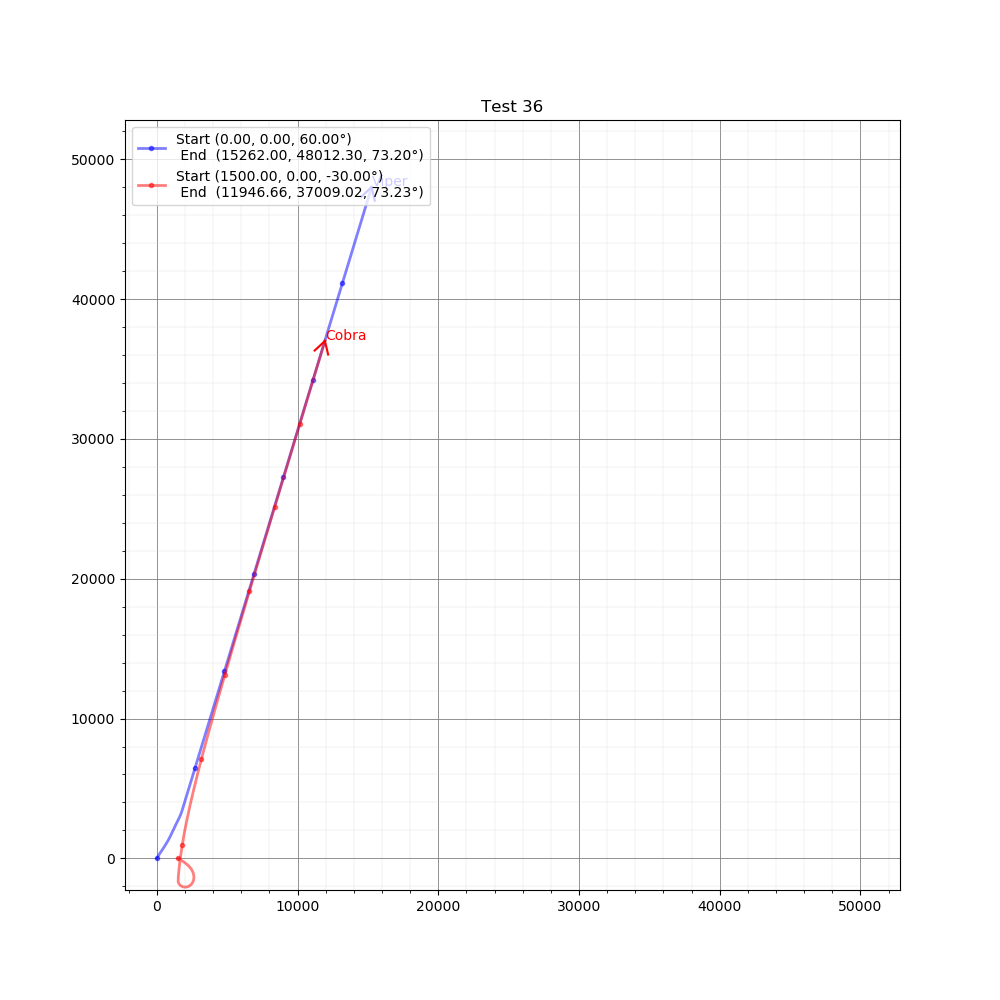 Test 36
Start (0.00, 0.00, 60.00°)
End (15262.00, 48012.30, 73.20°)
Start (1500.00, 0.00, -30.00°)
End (11946.66, 37009.02, 73.23°)
Viper
Cobra
50000
40000
30000
20000
10000
0
0 10000 20000 30000 40000 50000